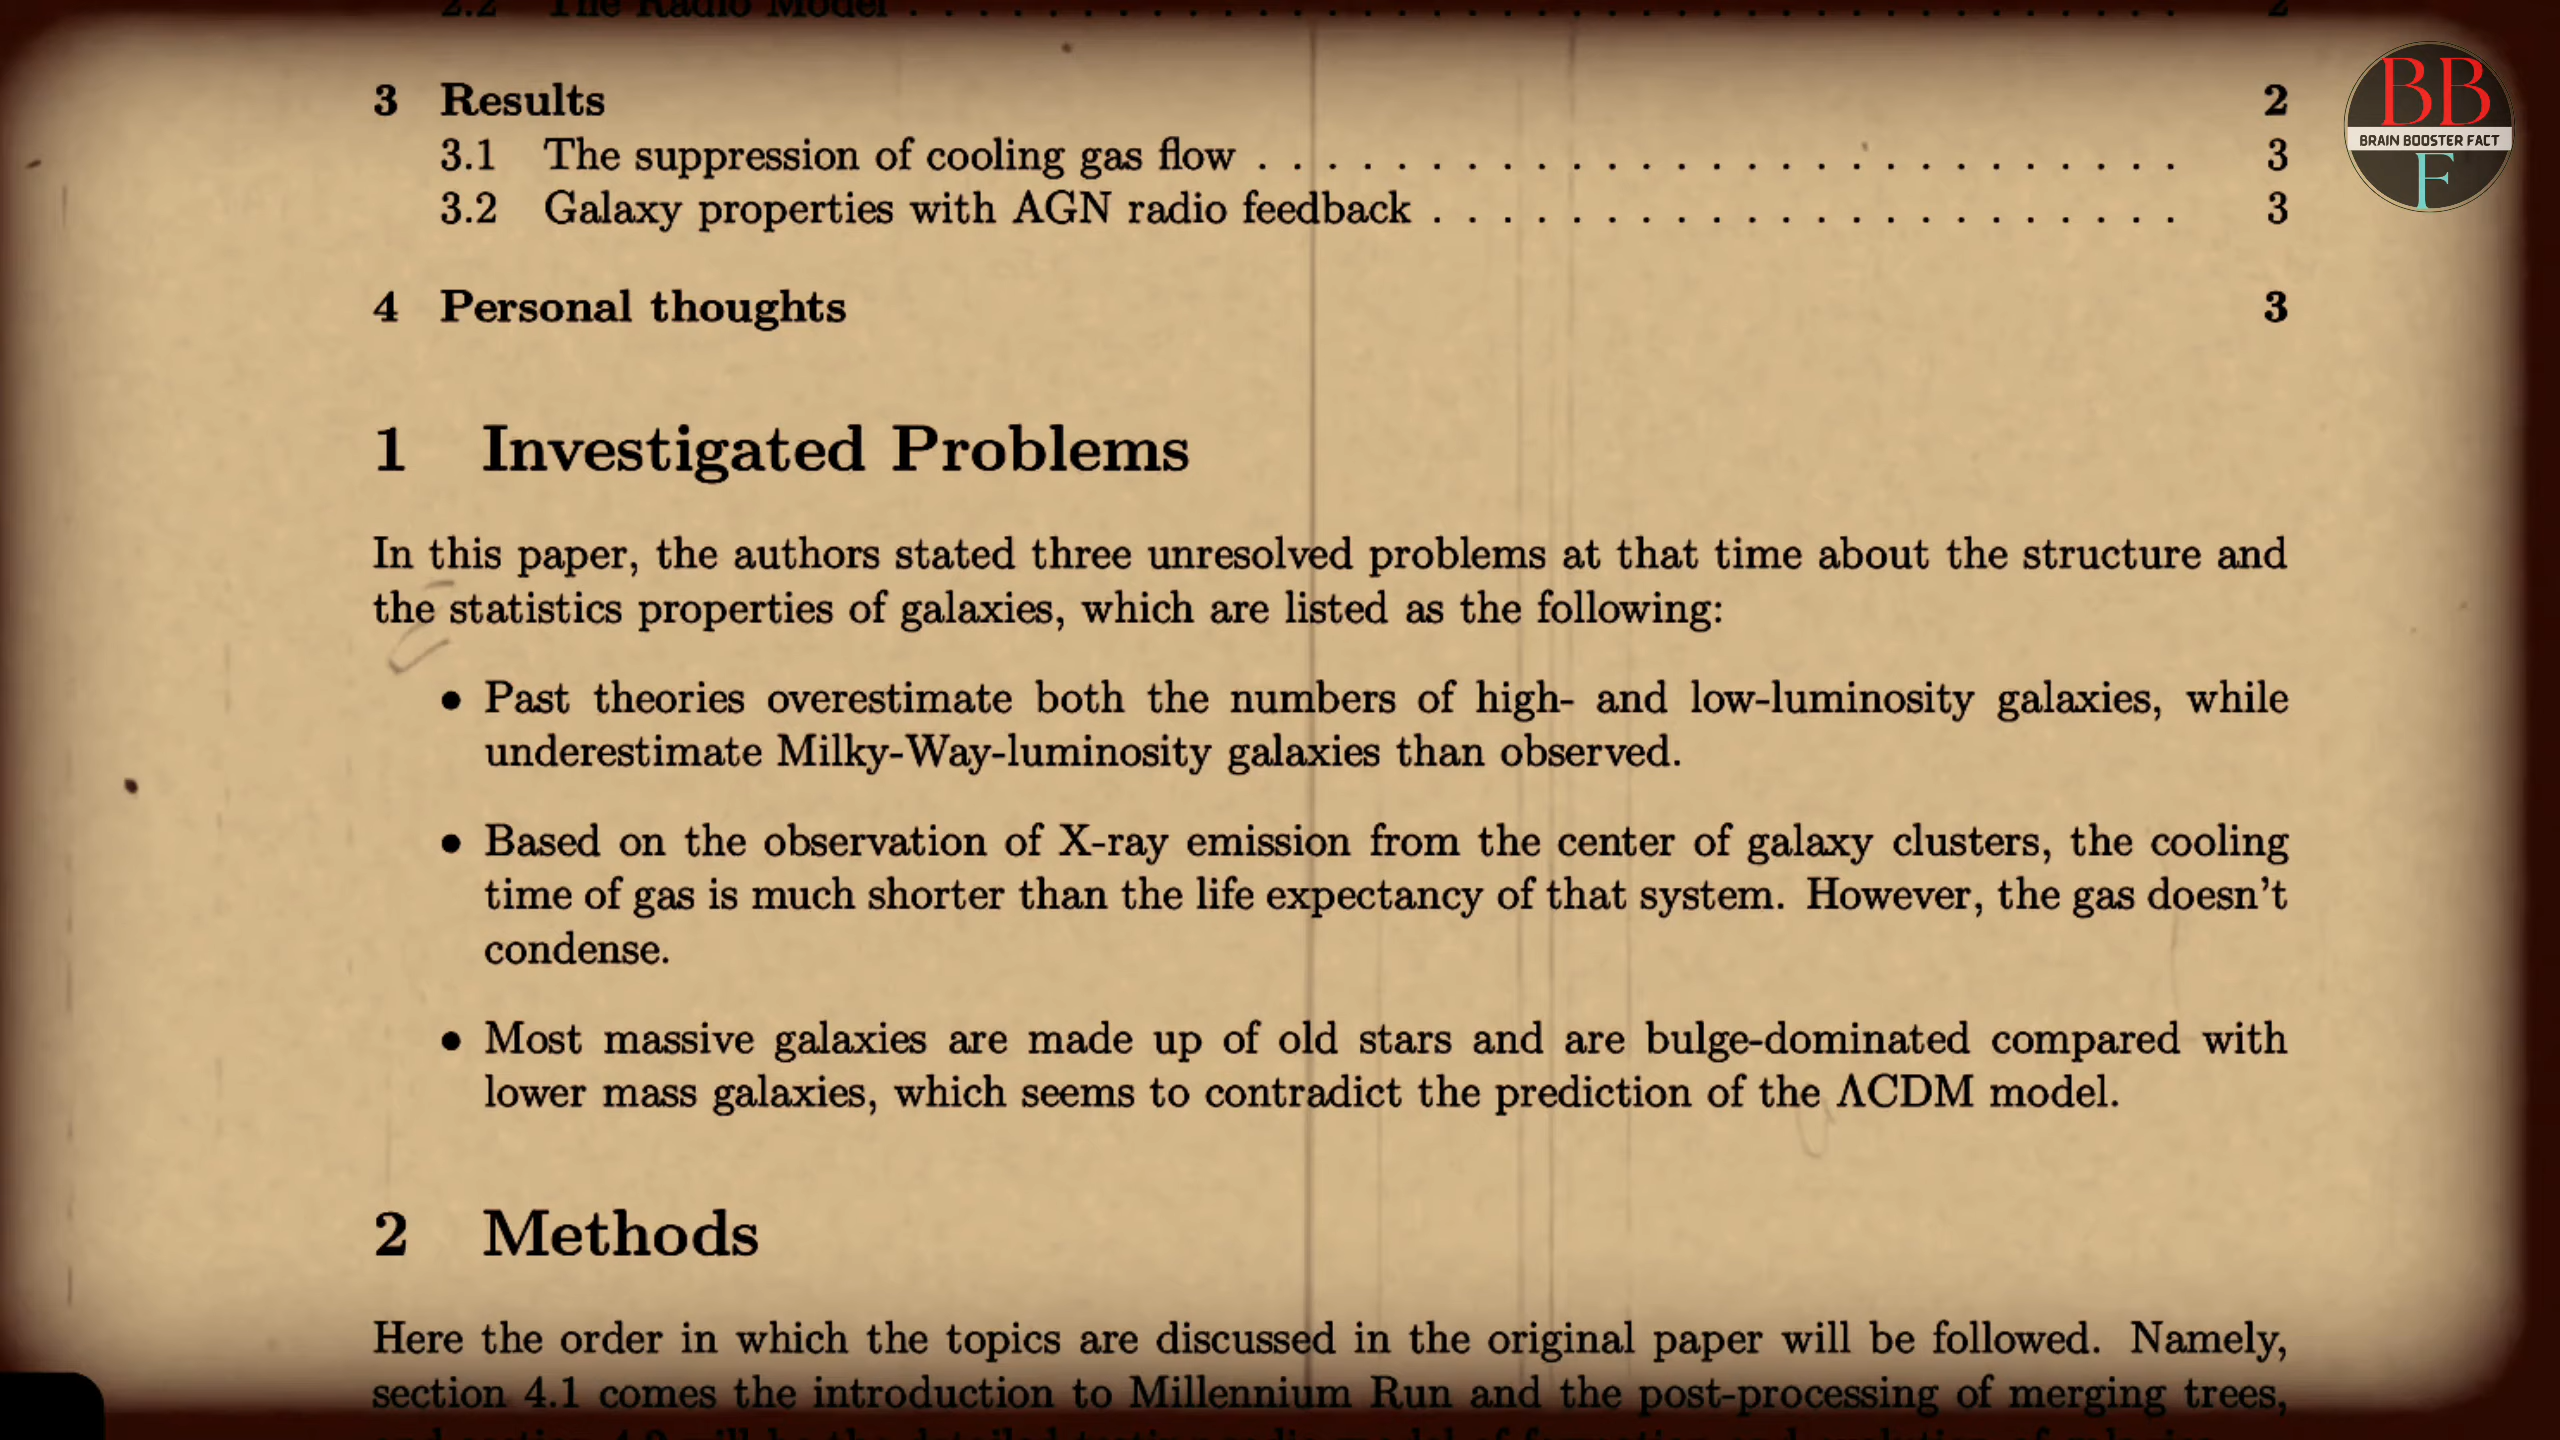 2.2 The Radio Model . . . . . . . . . . . . . . . . . . . . . . . . . . . . . . . . . . . . . 2
3 Results 2
3.1 The suppression of cooling gas flow . . . . . . . . . . . . . . . . . . . . . . . . . . . 3
3.2 Galaxy properties with AGN radio feedback . . . . . . . . . . . . . . . . . . . . . . 3
4 Personal thoughts 3
1 Investigated Problems
In this paper, the authors stated three unresolved problems at that time about the structure and
the statistics properties of galaxies, which are listed as the following:
• Past theories overestimate both the numbers of high- and low-luminosity galaxies, while
underestimate Milky-Way-luminosity galaxies than observed.
• Based on the observation of X-ray emission from the center of galaxy clusters, the cooling
time of gas is much shorter than the life expectancy of that system. However, the gas doesn't
condense.
• Most massive galaxies are made up of old stars and are bulge-dominated compared with
lower mass galaxies, which seems to contradict the prediction of the ΛCDM model.
2 Methods
Here the order in which the topics are discussed in the original paper will be followed. Namely,
section 4.1 comes the introduction to Millennium Run and the post-processing of merging trees,
BB
BRAIN BOOSTER FACT
F